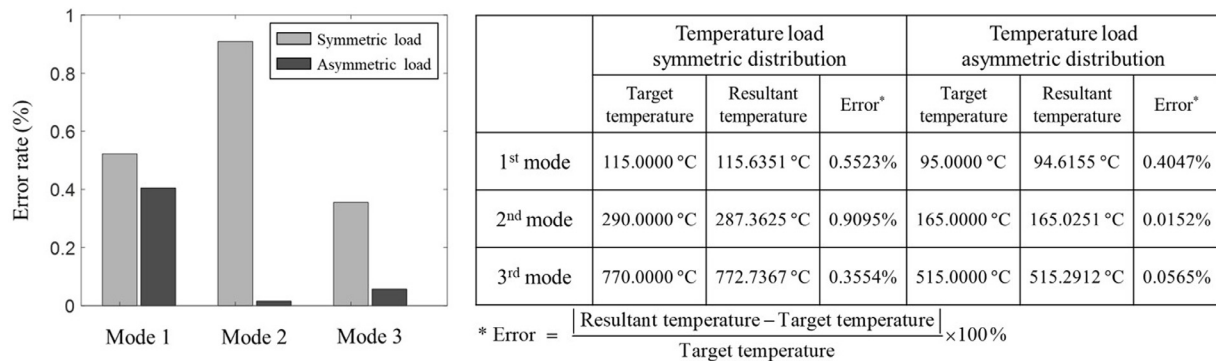 1
0.8
0.6
0.4
0.2
0
Error rate (%)
Symmetric load
Asymmetric load
Mode 1 Mode 2 Mode 3
Temperature load
symmetric distribution
Temperature load
asymmetric distribution
Target
temperature
Resultant
temperature
Error*
Target
temperature
Resultant
temperature
Error*
1st mode 115.0000 °C 115.6351 °C 0.5523% 95.0000 °C 94.6155 °C 0.4047%
2nd mode 290.0000 °C 287.3625 °C 0.9095% 165.0000 °C 165.0251 °C 0.0152%
3rd mode 770.0000 °C 772.7367 °C 0.3554% 515.0000 °C 515.2912 °C 0.0565%
* Error = |Resultant temperature – Target temperature| ×100%
Target temperature